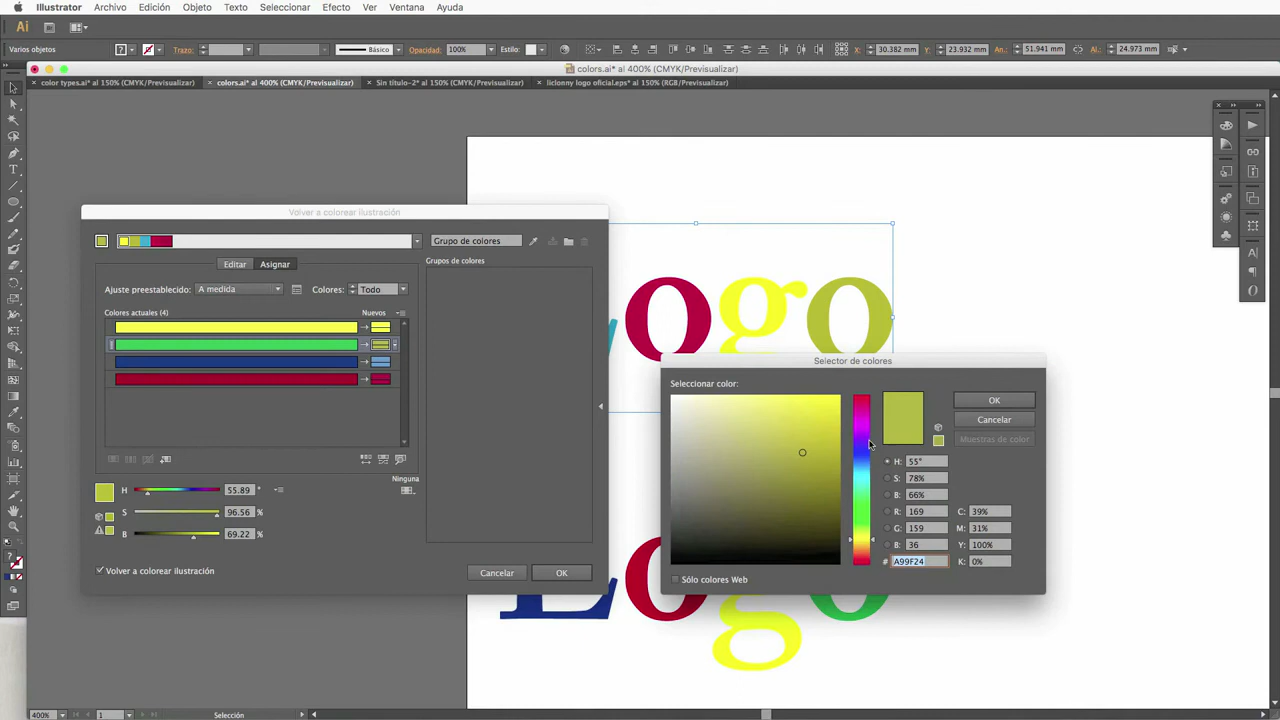 Illustrator Archivo Edición Objeto Texto Seleccionar Efecto Ver Ventana Ayuda
Ai
Varios objetos ? Trazo: Básico Opacidad: 100% Estilo: X: 30.382 mm Y: 23.932 mm An.: 51.941 mm Al.: 24.973 mm
colors.ai* al 400% (CMYK/Previsualizar)
color types.ai* al 150% (CMYK/Previsualizar) colors.ai* al 400% (CMYK/Previsualizar) Sin título-2* al 150% (CMYK/Previsualizar) liclonny logo oficial.eps* al 150% (RGB/Previsualizar)
Volver a colorear ilustración
Grupo de colores
Grupos de colores
Editar Asignar
Ajuste preestablecido: A medida Colores: Todo
Colores actuales (4) Nuevos
Ninguna
H 55.89 °
S 96.56 %
B 69.22 %
Volver a colorear ilustración
Cancelar OK
ogo
Selector de colores
Seleccionar color:
OK
Cancelar
Muestras de color
H: 55°
S: 78%
B: 66%
R: 169 C: 39%
G: 159 M: 31%
B: 36 Y: 100%
# A99F24 K: 0%
Sólo colores Web
Logo
400% 1 Selección